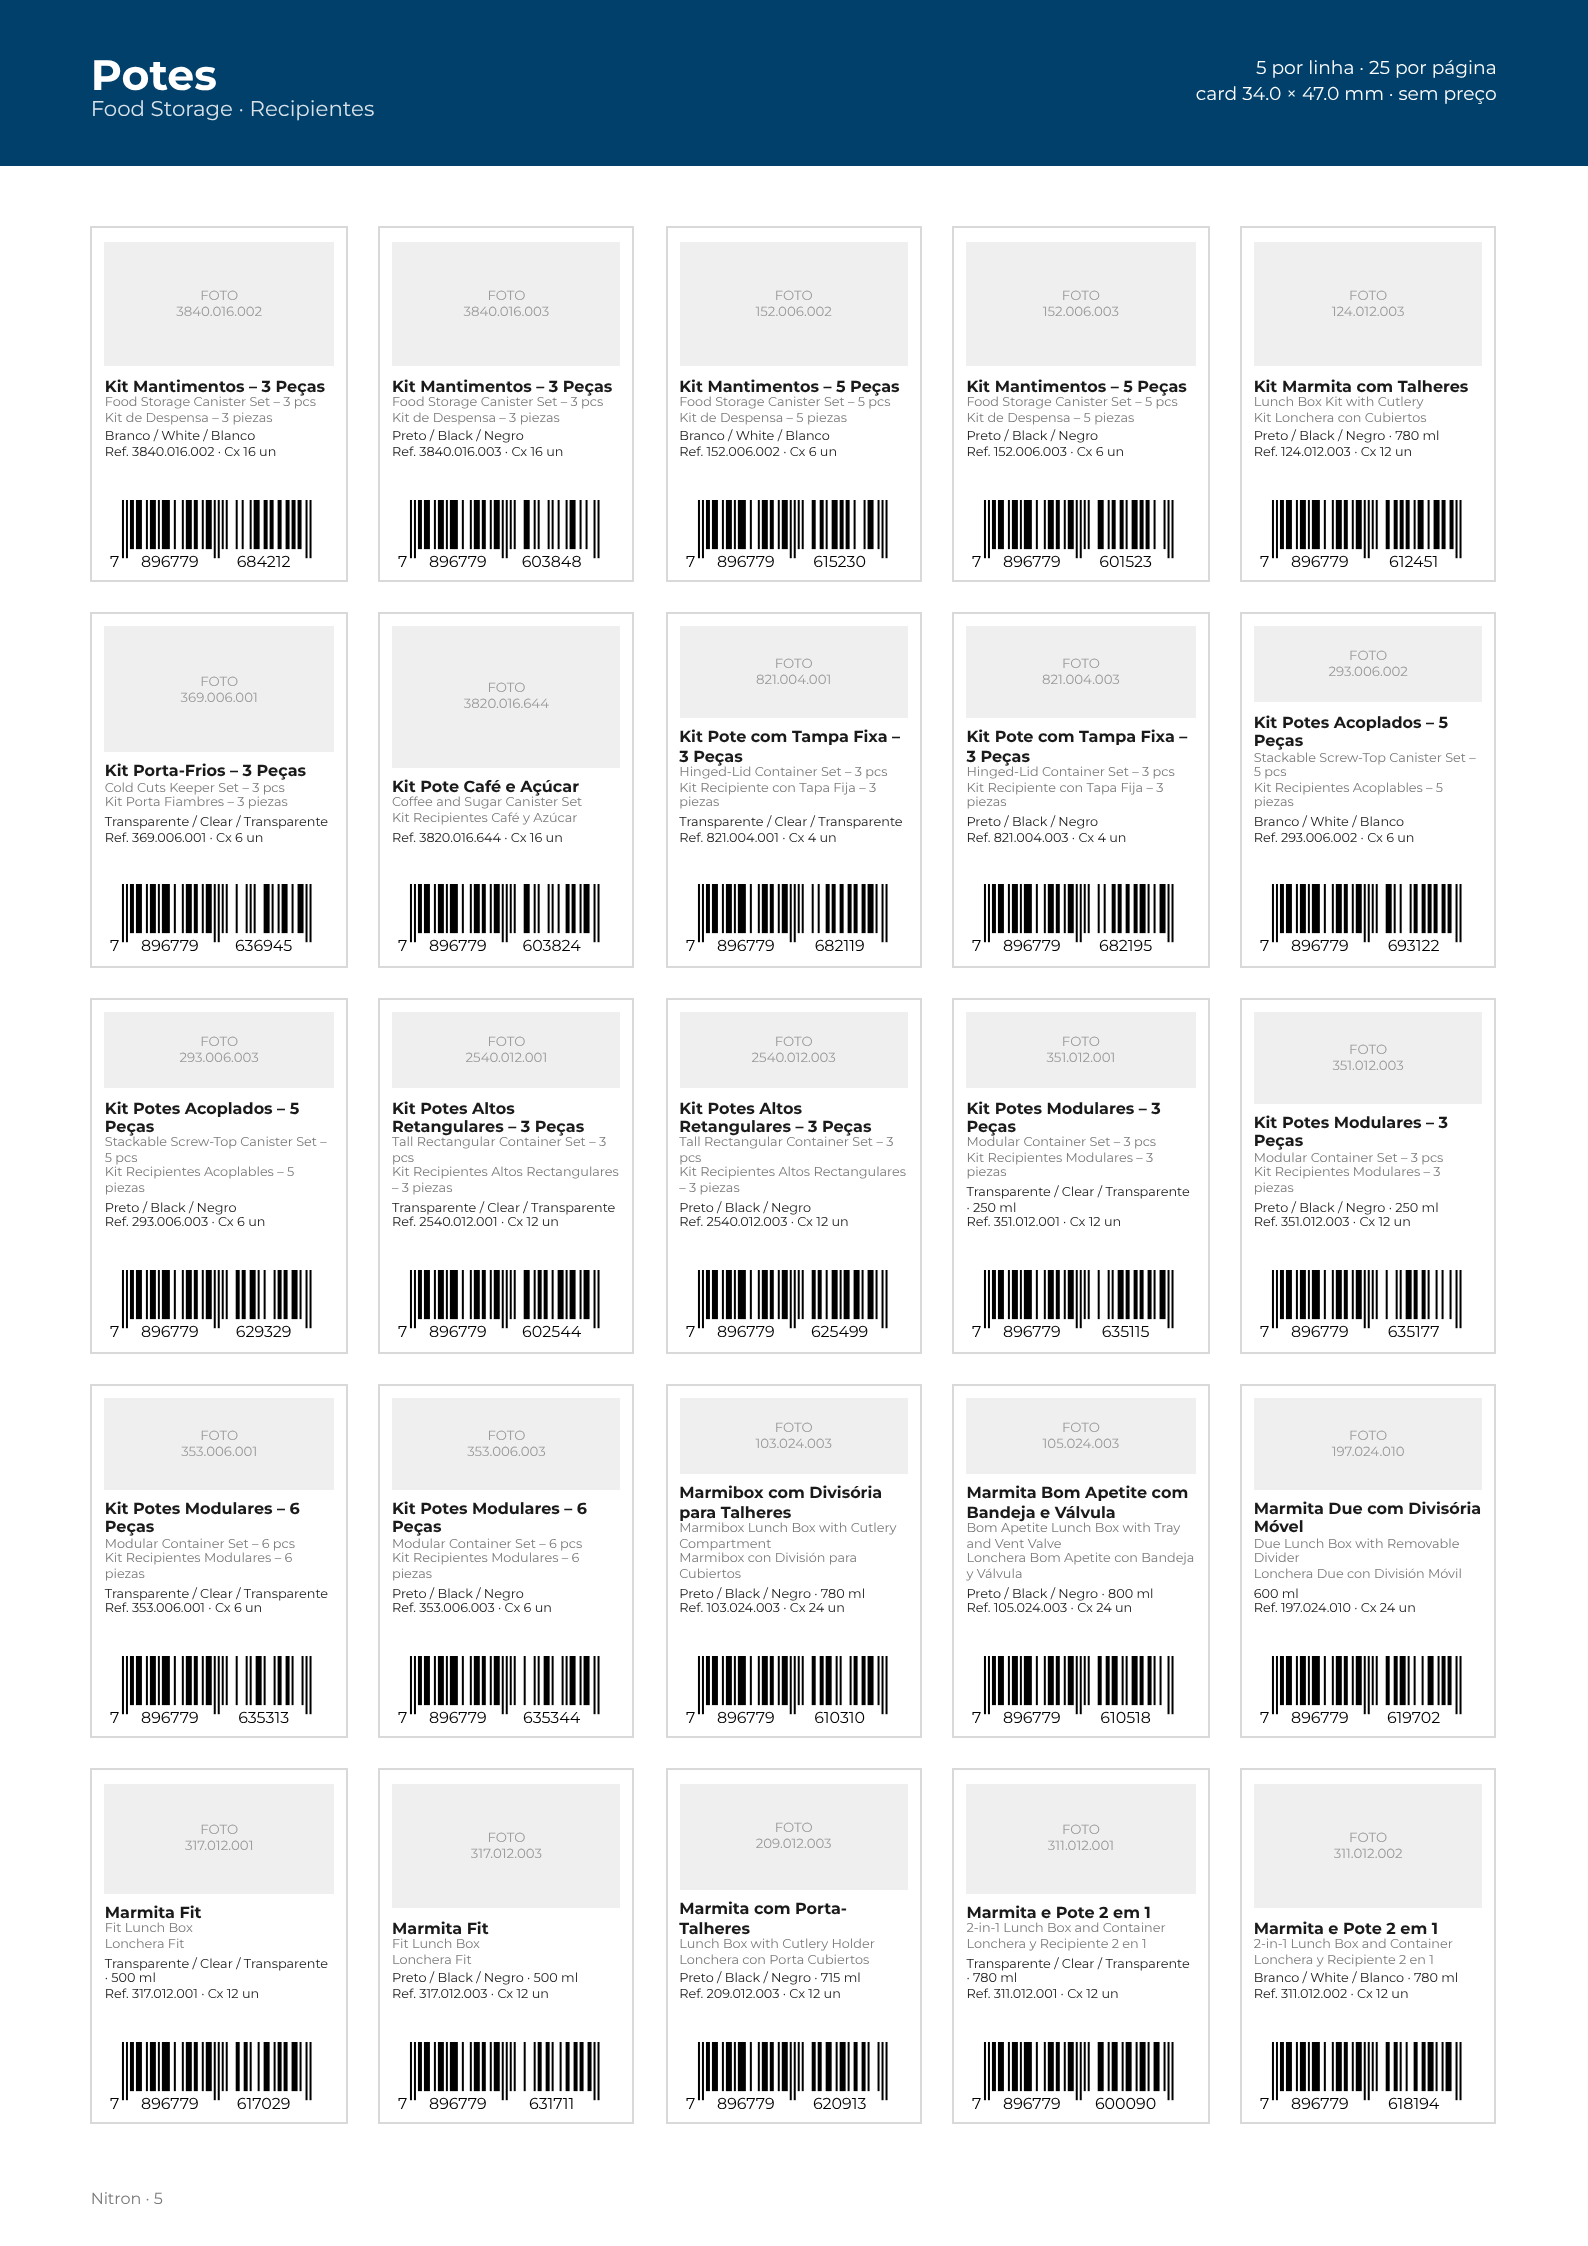 Potes
Food Storage · Recipientes
5 por linha · 25 por página
card 34.0 × 47.0 mm · sem preço
FOTO
3840.016.002
Kit Mantimentos – 3 Peças
Food Storage Canister Set – 3 pcs
Kit de Despensa – 3 piezas
Branco / White / Blanco
Ref. 3840.016.002 · Cx 16 un
7 896779 684212
FOTO
3840.016.003
Kit Mantimentos – 3 Peças
Food Storage Canister Set – 3 pcs
Kit de Despensa – 3 piezas
Preto / Black / Negro
Ref. 3840.016.003 · Cx 16 un
7 896779 603848
FOTO
152.006.002
Kit Mantimentos – 5 Peças
Food Storage Canister Set – 5 pcs
Kit de Despensa – 5 piezas
Branco / White / Blanco
Ref. 152.006.002 · Cx 6 un
7 896779 615230
FOTO
152.006.003
Kit Mantimentos – 5 Peças
Food Storage Canister Set – 5 pcs
Kit de Despensa – 5 piezas
Preto / Black / Negro
Ref. 152.006.003 · Cx 6 un
7 896779 601523
FOTO
124.012.003
Kit Marmita com Talheres
Lunch Box Kit with Cutlery
Kit Lonchera con Cubiertos
Preto / Black / Negro · 780 ml
Ref. 124.012.003 · Cx 12 un
7 896779 612451
FOTO
369.006.001
Kit Porta-Frios – 3 Peças
Cold Cuts Keeper Set – 3 pcs
Kit Porta Fiambres – 3 piezas
Transparente / Clear / Transparente
Ref. 369.006.001 · Cx 6 un
7 896779 636945
FOTO
3820.016.644
Kit Pote Café e Açúcar
Coffee and Sugar Canister Set
Kit Recipientes Café y Azúcar
Ref. 3820.016.644 · Cx 16 un
7 896779 603824
FOTO
821.004.001
Kit Pote com Tampa Fixa –
3 Peças
Hinged-Lid Container Set – 3 pcs
Kit Recipiente con Tapa Fija – 3
piezas
Transparente / Clear / Transparente
Ref. 821.004.001 · Cx 4 un
7 896779 682119
FOTO
821.004.003
Kit Pote com Tampa Fixa –
3 Peças
Hinged-Lid Container Set – 3 pcs
Kit Recipiente con Tapa Fija – 3
piezas
Preto / Black / Negro
Ref. 821.004.003 · Cx 4 un
7 896779 682195
FOTO
293.006.002
Kit Potes Acoplados – 5
Peças
Stackable Screw-Top Canister Set –
5 pcs
Kit Recipientes Acoplables – 5
piezas
Branco / White / Blanco
Ref. 293.006.002 · Cx 6 un
7 896779 693122
FOTO
293.006.003
Kit Potes Acoplados – 5
Peças
Stackable Screw-Top Canister Set –
5 pcs
Kit Recipientes Acoplables – 5
piezas
Preto / Black / Negro
Ref. 293.006.003 · Cx 6 un
7 896779 629329
FOTO
2540.012.001
Kit Potes Altos
Retangulares – 3 Peças
Tall Rectangular Container Set – 3
pcs
Kit Recipientes Altos Rectangulares
– 3 piezas
Transparente / Clear / Transparente
Ref. 2540.012.001 · Cx 12 un
7 896779 602544
FOTO
2540.012.003
Kit Potes Altos
Retangulares – 3 Peças
Tall Rectangular Container Set – 3
pcs
Kit Recipientes Altos Rectangulares
– 3 piezas
Preto / Black / Negro
Ref. 2540.012.003 · Cx 12 un
7 896779 625499
FOTO
351.012.001
Kit Potes Modulares – 3
Peças
Modular Container Set – 3 pcs
Kit Recipientes Modulares – 3
piezas
Transparente / Clear / Transparente
· 250 ml
Ref. 351.012.001 · Cx 12 un
7 896779 635115
FOTO
351.012.003
Kit Potes Modulares – 3
Peças
Modular Container Set – 3 pcs
Kit Recipientes Modulares – 3
piezas
Preto / Black / Negro · 250 ml
Ref. 351.012.003 · Cx 12 un
7 896779 635177
FOTO
353.006.001
Kit Potes Modulares – 6
Peças
Modular Container Set – 6 pcs
Kit Recipientes Modulares – 6
piezas
Transparente / Clear / Transparente
Ref. 353.006.001 · Cx 6 un
7 896779 635313
FOTO
353.006.003
Kit Potes Modulares – 6
Peças
Modular Container Set – 6 pcs
Kit Recipientes Modulares – 6
piezas
Preto / Black / Negro
Ref. 353.006.003 · Cx 6 un
7 896779 635344
FOTO
103.024.003
Marmibox com Divisória
para Talheres
Marmibox Lunch Box with Cutlery
Compartment
Marmibox con División para
Cubiertos
Preto / Black / Negro · 780 ml
Ref. 103.024.003 · Cx 24 un
7 896779 610310
FOTO
105.024.003
Marmita Bom Apetite com
Bandeja e Válvula
Bom Apetite Lunch Box with Tray
and Vent Valve
Lonchera Bom Apetite con Bandeja
y Válvula
Preto / Black / Negro · 800 ml
Ref. 105.024.003 · Cx 24 un
7 896779 610518
FOTO
197.024.010
Marmita Due com Divisória
Móvel
Due Lunch Box with Removable
Divider
Lonchera Due con División Móvil
600 ml
Ref. 197.024.010 · Cx 24 un
7 896779 619702
FOTO
317.012.001
Marmita Fit
Fit Lunch Box
Lonchera Fit
Transparente / Clear / Transparente
· 500 ml
Ref. 317.012.001 · Cx 12 un
7 896779 617029
FOTO
317.012.003
Marmita Fit
Fit Lunch Box
Lonchera Fit
Preto / Black / Negro · 500 ml
Ref. 317.012.003 · Cx 12 un
7 896779 631711
FOTO
209.012.003
Marmita com Porta-
Talheres
Lunch Box with Cutlery Holder
Lonchera con Porta Cubiertos
Preto / Black / Negro · 715 ml
Ref. 209.012.003 · Cx 12 un
7 896779 620913
FOTO
311.012.001
Marmita e Pote 2 em 1
2-in-1 Lunch Box and Container
Lonchera y Recipiente 2 en 1
Transparente / Clear / Transparente
· 780 ml
Ref. 311.012.001 · Cx 12 un
7 896779 600090
FOTO
311.012.002
Marmita e Pote 2 em 1
2-in-1 Lunch Box and Container
Lonchera y Recipiente 2 en 1
Branco / White / Blanco · 780 ml
Ref. 311.012.002 · Cx 12 un
7 896779 618194
Nitron · 5